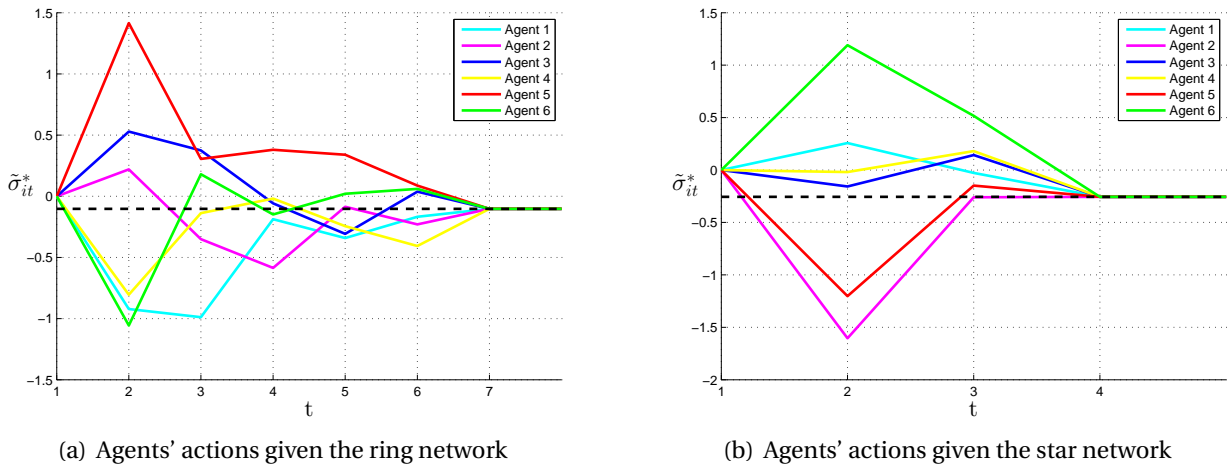 1.5
1
0.5
0
−0.5
−1
−1.5
σ̃*it
1 2 3 4 5 6 7
t
Agent 1
Agent 2
Agent 3
Agent 4
Agent 5
Agent 6
(a) Agents' actions given the ring network
1.5
1
0.5
0
−0.5
−1
−1.5
−2
σ̃*it
1 2 3 4
t
Agent 1
Agent 2
Agent 3
Agent 4
Agent 5
Agent 6
(b) Agents' actions given the star network